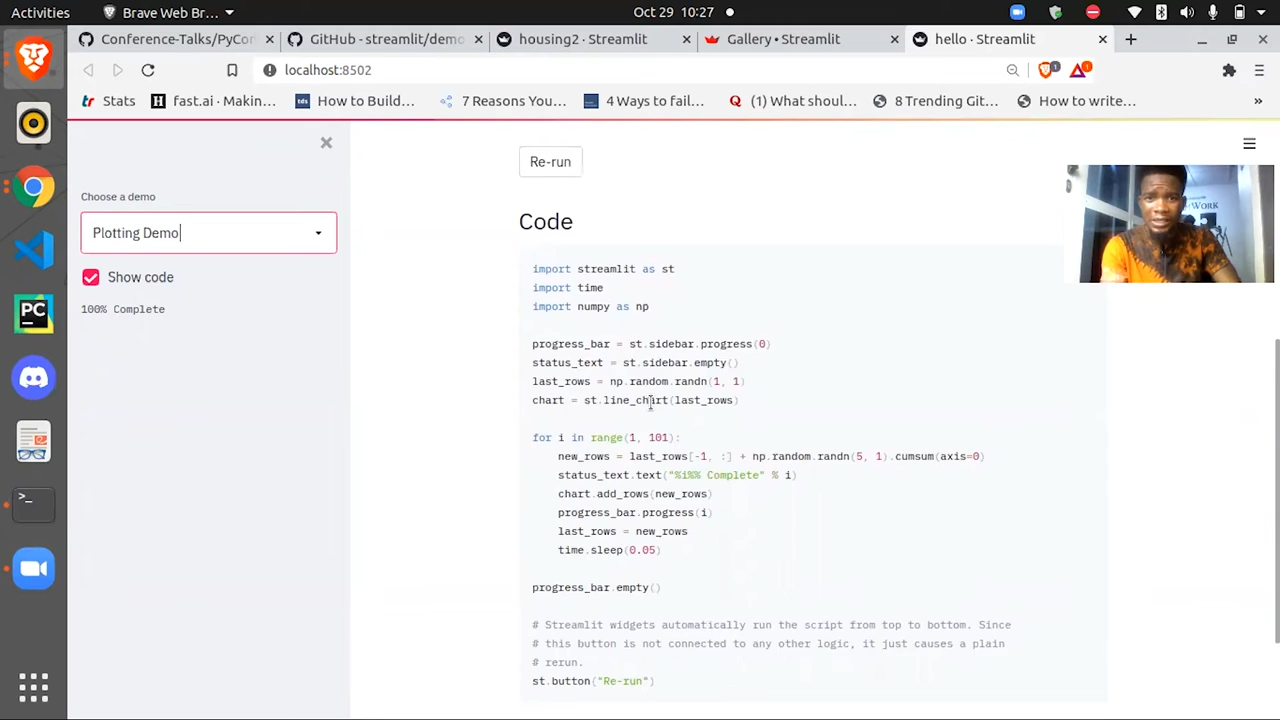 Activities
Brave Web Br...
Oct 29 10:27
Conference-Talks/PyCor
GitHub - streamlit/demo
housing2 · Streamlit
Gallery • Streamlit
hello · Streamlit
localhost:8502
1
1
tr Stats
H fast.ai - Makin...
tds How to Build...
7 Reasons You...
4 Ways to fail...
Q (1) What shoul...
8 Trending Git...
How to write...
»
Choose a demo
Plotting Demo
Show code
100% Complete
Re-run
Code
import streamlit as st
import time
import numpy as np
progress_bar = st.sidebar.progress(0)
status_text = st.sidebar.empty()
last_rows = np.random.randn(1, 1)
chart = st.line_chart(last_rows)
for i in range(1, 101):
new_rows = last_rows[-1, :] + np.random.randn(5, 1).cumsum(axis=0)
status_text.text("%i%% Complete" % i)
chart.add_rows(new_rows)
progress_bar.progress(i)
last_rows = new_rows
time.sleep(0.05)
progress_bar.empty()
# Streamlit widgets automatically run the script from top to bottom. Since
# this button is not connected to any other logic, it just causes a plain
# rerun.
st.button("Re-run")
PC
>_